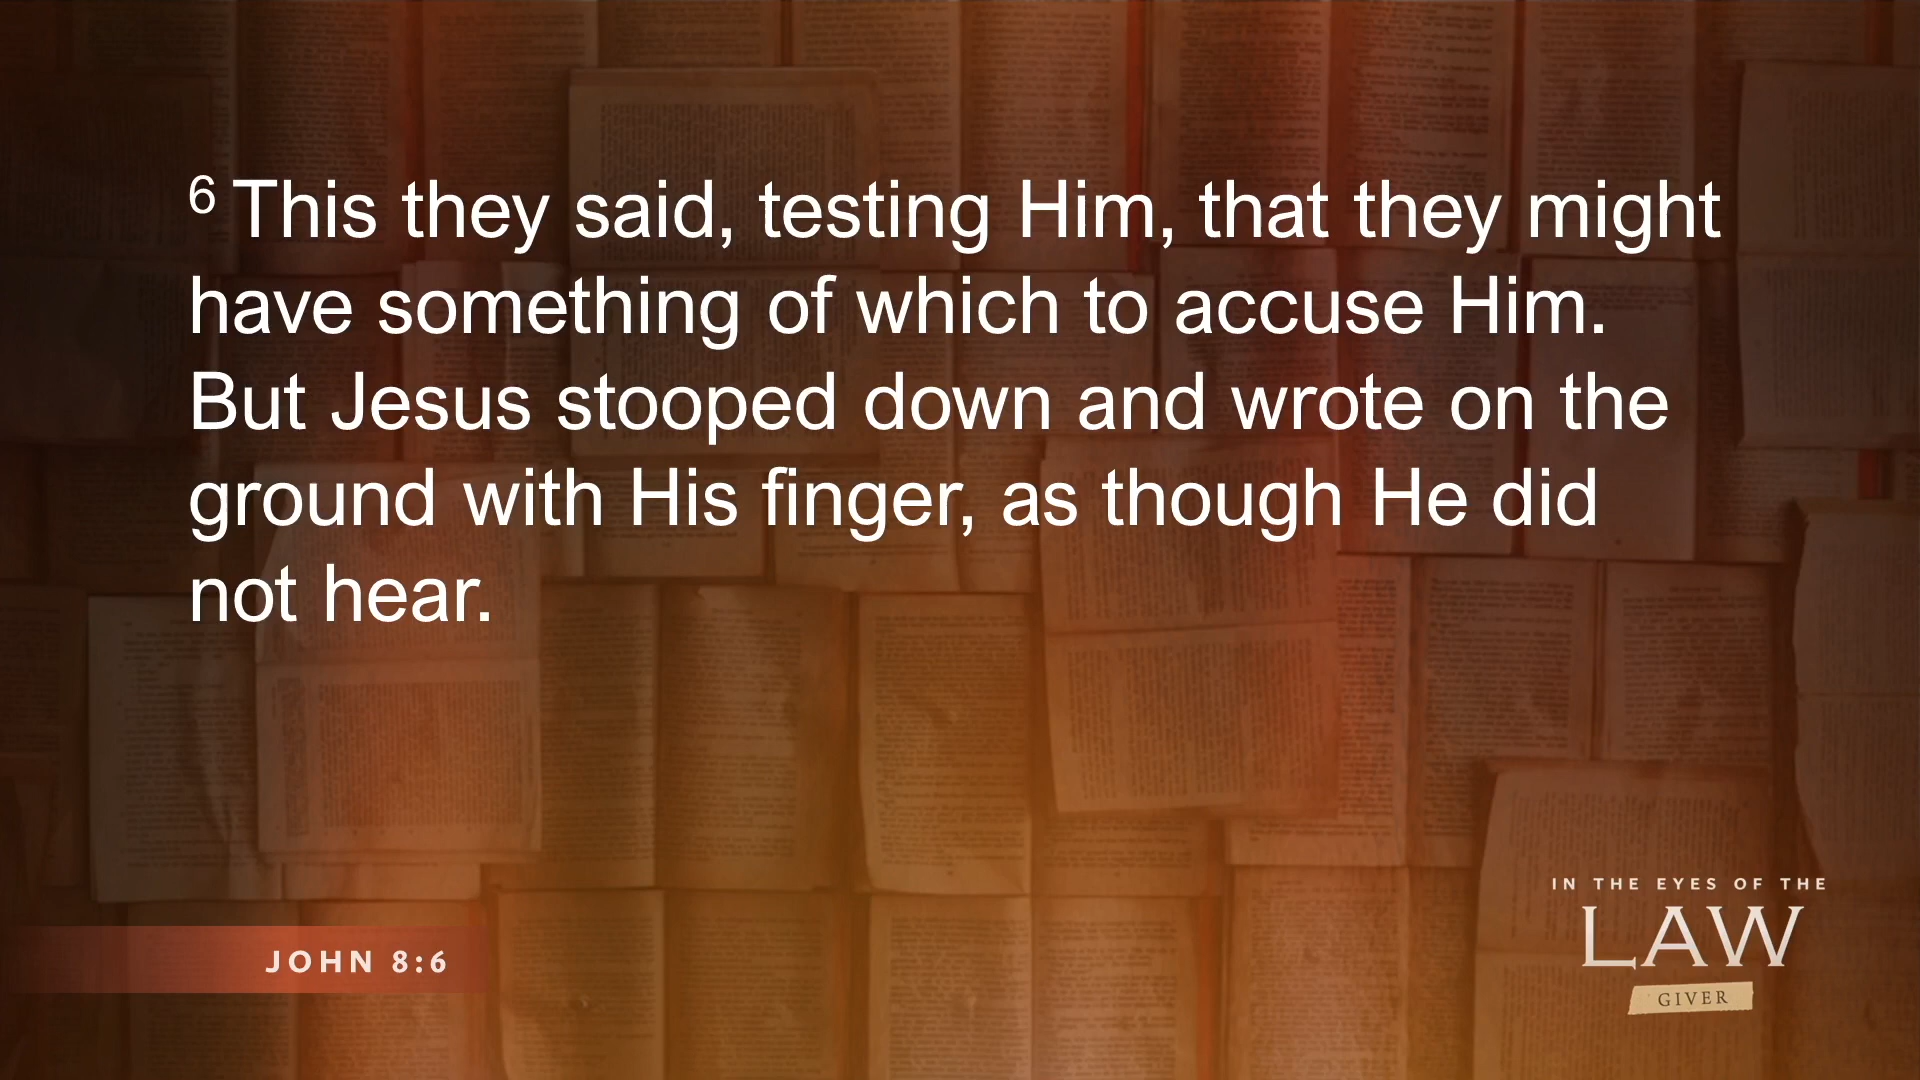 6 This they said, testing Him, that they might
have something of which to accuse Him.
But Jesus stooped down and wrote on the
ground with His finger, as though He did
not hear.
JOHN 8:6
IN THE EYES OF THE
LAW
GIVER